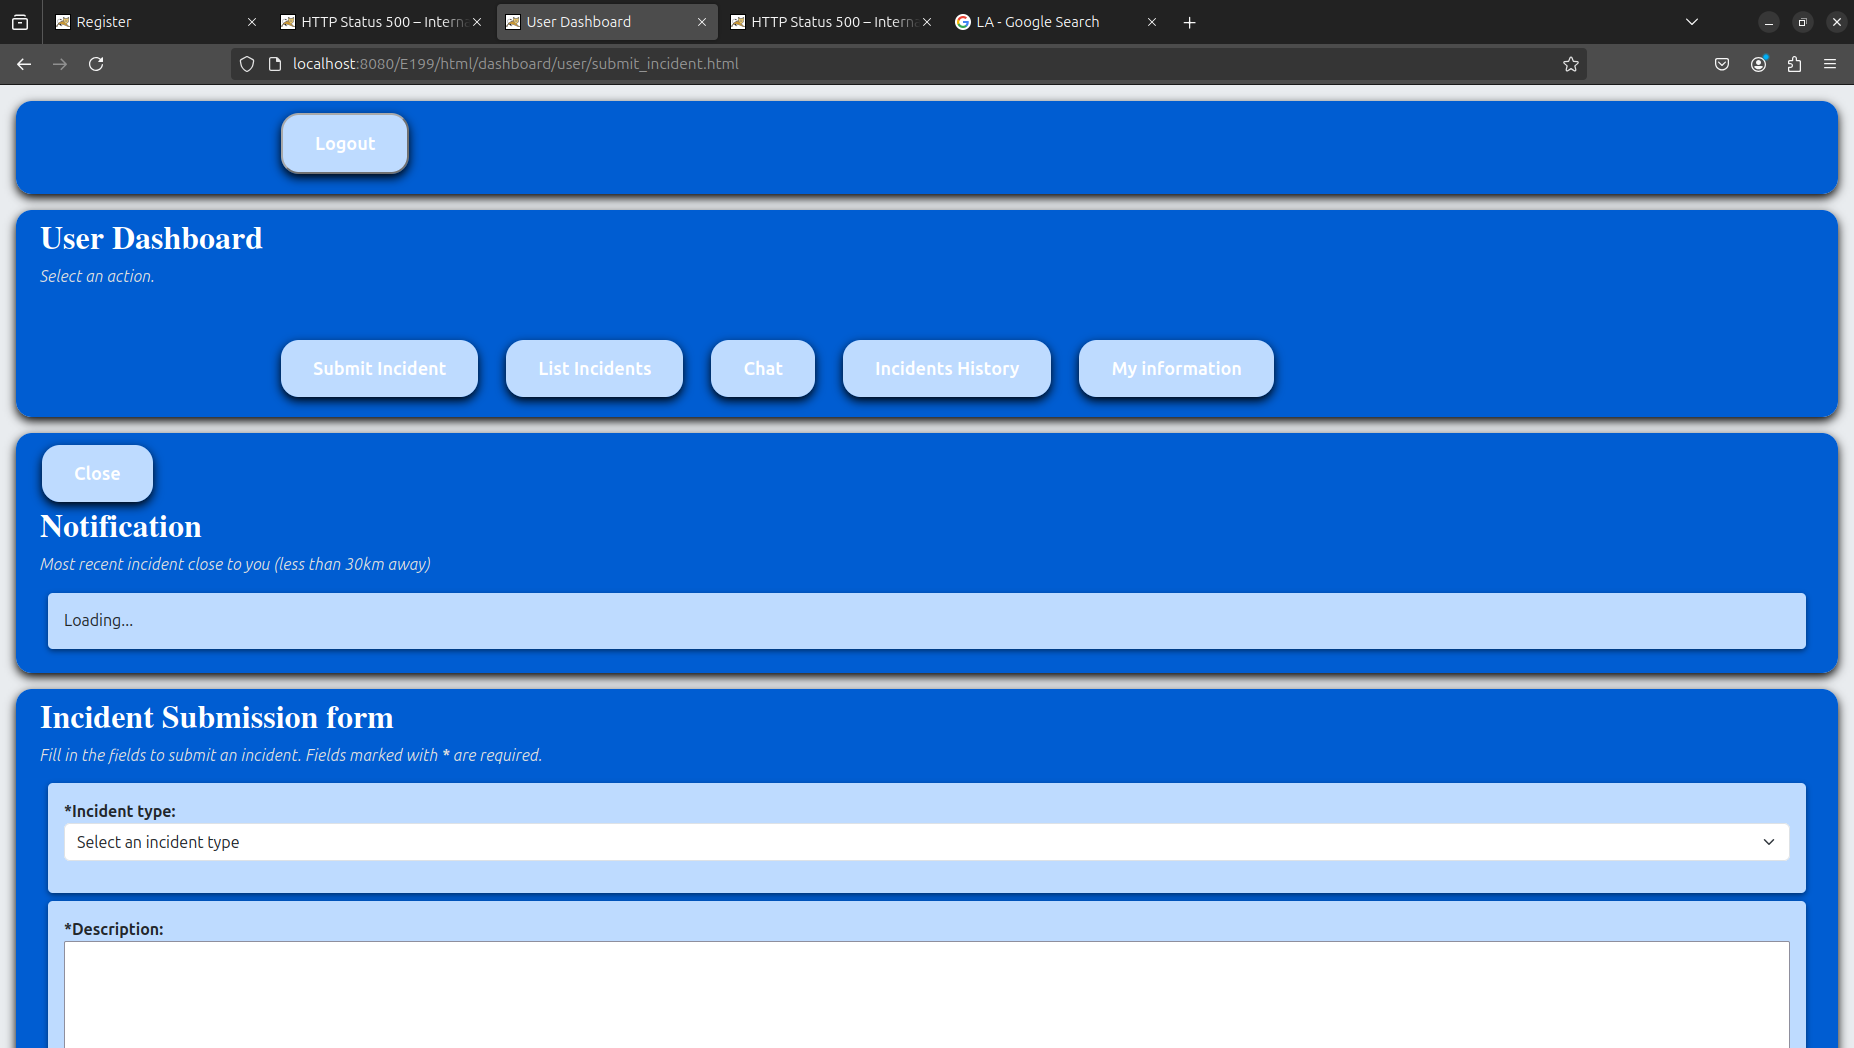 Register
HTTP Status 500 – Intern
User Dashboard
HTTP Status 500 – Intern
LA - Google Search
localhost:8080/E199/html/dashboard/user/submit_incident.html
Logout
User Dashboard
Select an action.
Submit Incident
List Incidents
Chat
Incidents History
My information
Close
Notification
Most recent incident close to you (less than 30km away)
Loading...
Incident Submission form
Fill in the fields to submit an incident. Fields marked with * are required.
*Incident type:
Select an incident type
*Description: